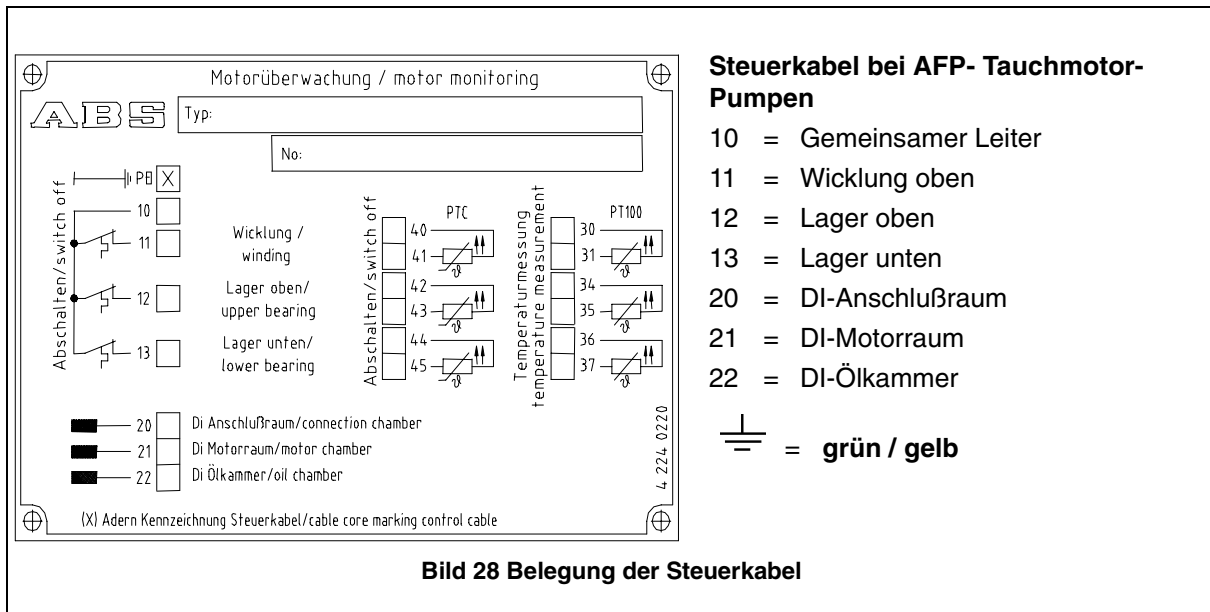 Motorüberwachung / motor monitoring
ABS
Typ:
No:
Abschalten/switch off
PE X
10
11
12
13
Wicklung /
winding
Lager oben/
upper bearing
Lager unten/
lower bearing
Abschalten/switch off
PTC
40
41
42
43
44
45
Temperaturmessung
temperature measurement
PT100
30
31
34
35
36
37
20 Di Anschlußraum/connection chamber
21 Di Motorraum/motor chamber
22 Di Ölkammer/oil chamber
4 224 0220
(X) Adern Kennzeichnung Steuerkabel/cable core marking control cable
Steuerkabel bei AFP- Tauchmotor-
Pumpen
10 = Gemeinsamer Leiter
11 = Wicklung oben
12 = Lager oben
13 = Lager unten
20 = DI-Anschlußraum
21 = DI-Motorraum
22 = DI-Ölkammer
= grün / gelb
Bild 28 Belegung der Steuerkabel